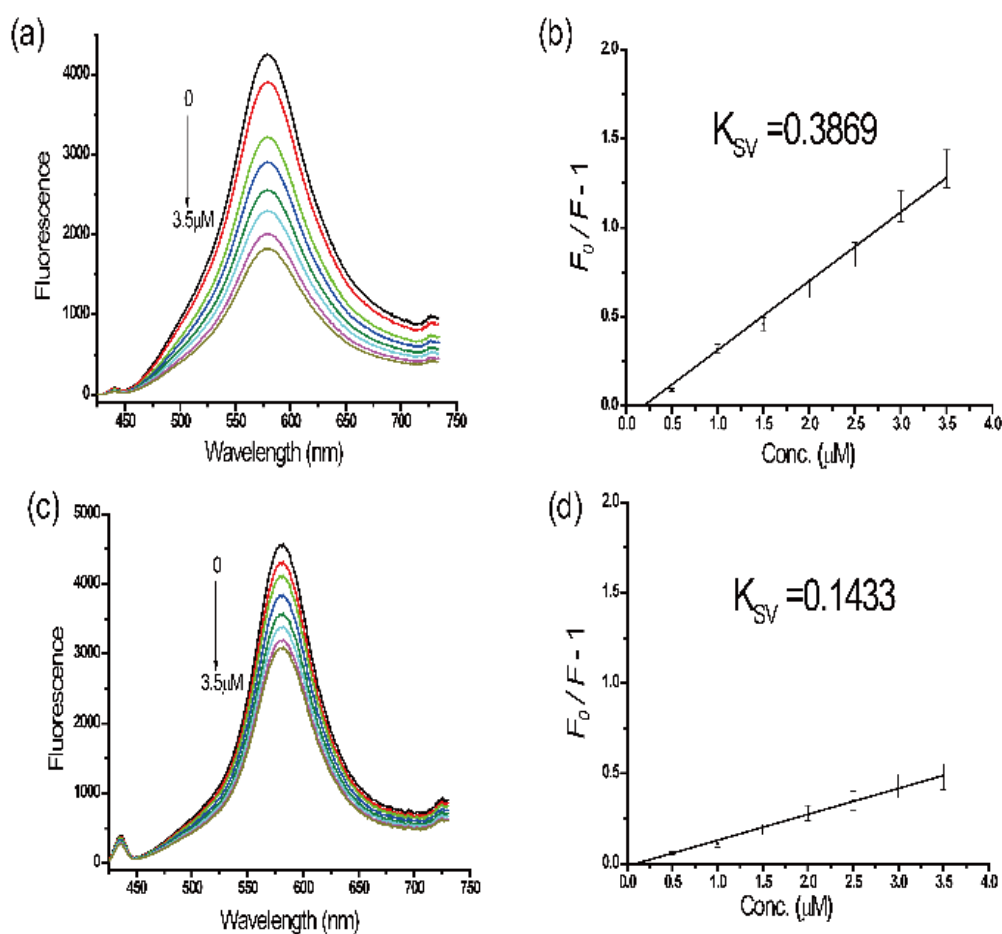 (a)
Fluorescence
4000
3000
2000
1000
0
0
3.5μM
450 500 550 600 650 700 750
Wavelength (nm)
(b)
F₀ / F - 1
2.0
1.5
1.0
0.5
0.0
K_SV =0.3869
0.0 0.5 1.0 1.5 2.0 2.5 3.0 3.5 4.0
Conc. (μM)
(c)
Fluorescence
5000
4000
3000
2000
1000
0
0
3.5μM
450 500 550 600 650 700 750
Wavelength (nm)
(d)
F₀ / F - 1
2.0
1.5
1.0
0.5
0.0
K_SV =0.1433
0.0 0.5 1.0 1.5 2.0 2.5 3.0 3.5 4.0
Conc. (μM)